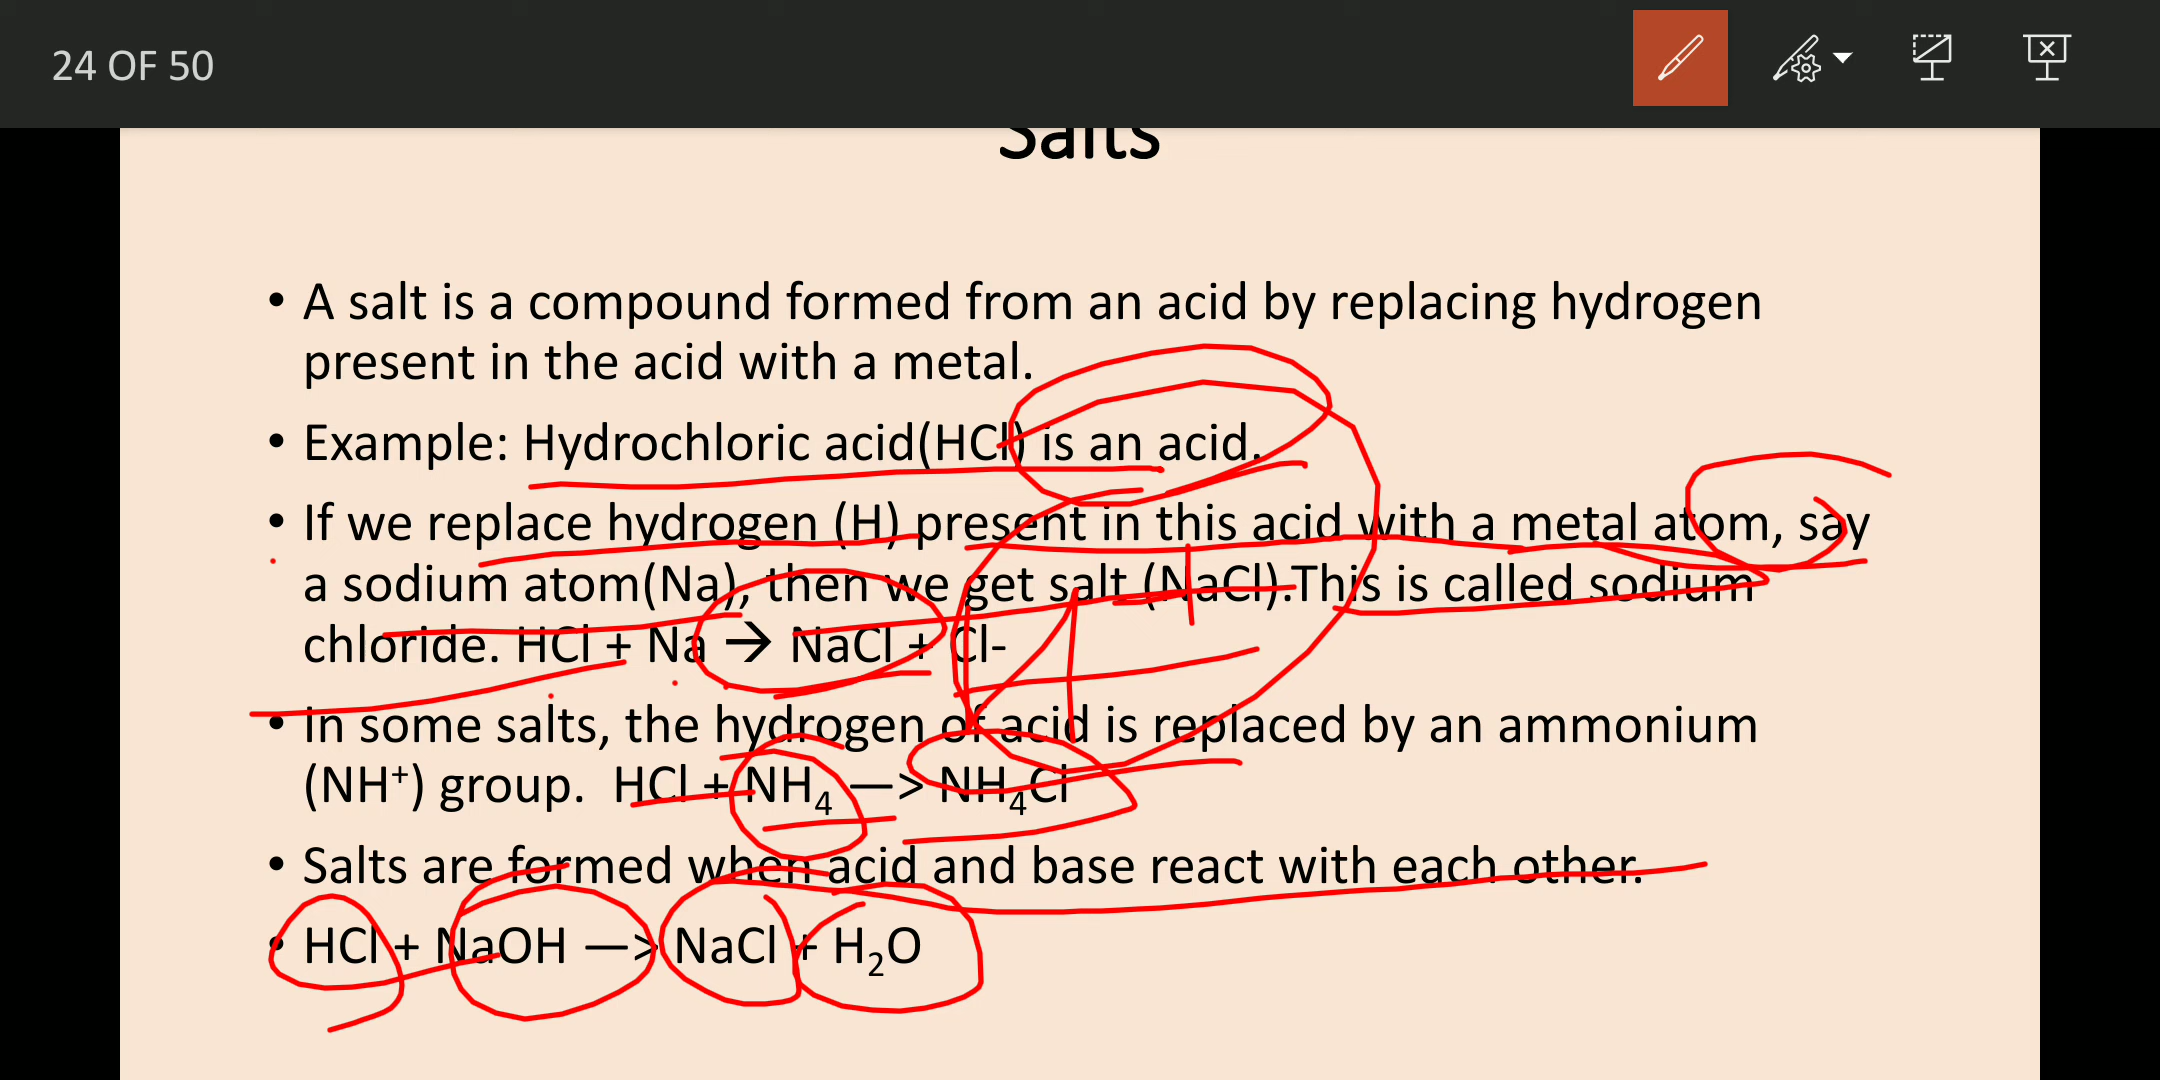 24 OF 50
Salts
• A salt is a compound formed from an acid by replacing hydrogen
present in the acid with a metal.
• Example: Hydrochloric acid(HCl) is an acid.
• If we replace hydrogen (H) present in this acid with a metal atom, say
a sodium atom(Na), then we get salt (NaCl).This is called sodium
chloride. HCl + Na → NaCl + Cl-
• In some salts, the hydrogen of acid is replaced by an ammonium
(NH⁺) group. HCl + NH₄ —> NH₄Cl
• Salts are formed when acid and base react with each other.
• HCl + NaOH —> NaCl + H₂O